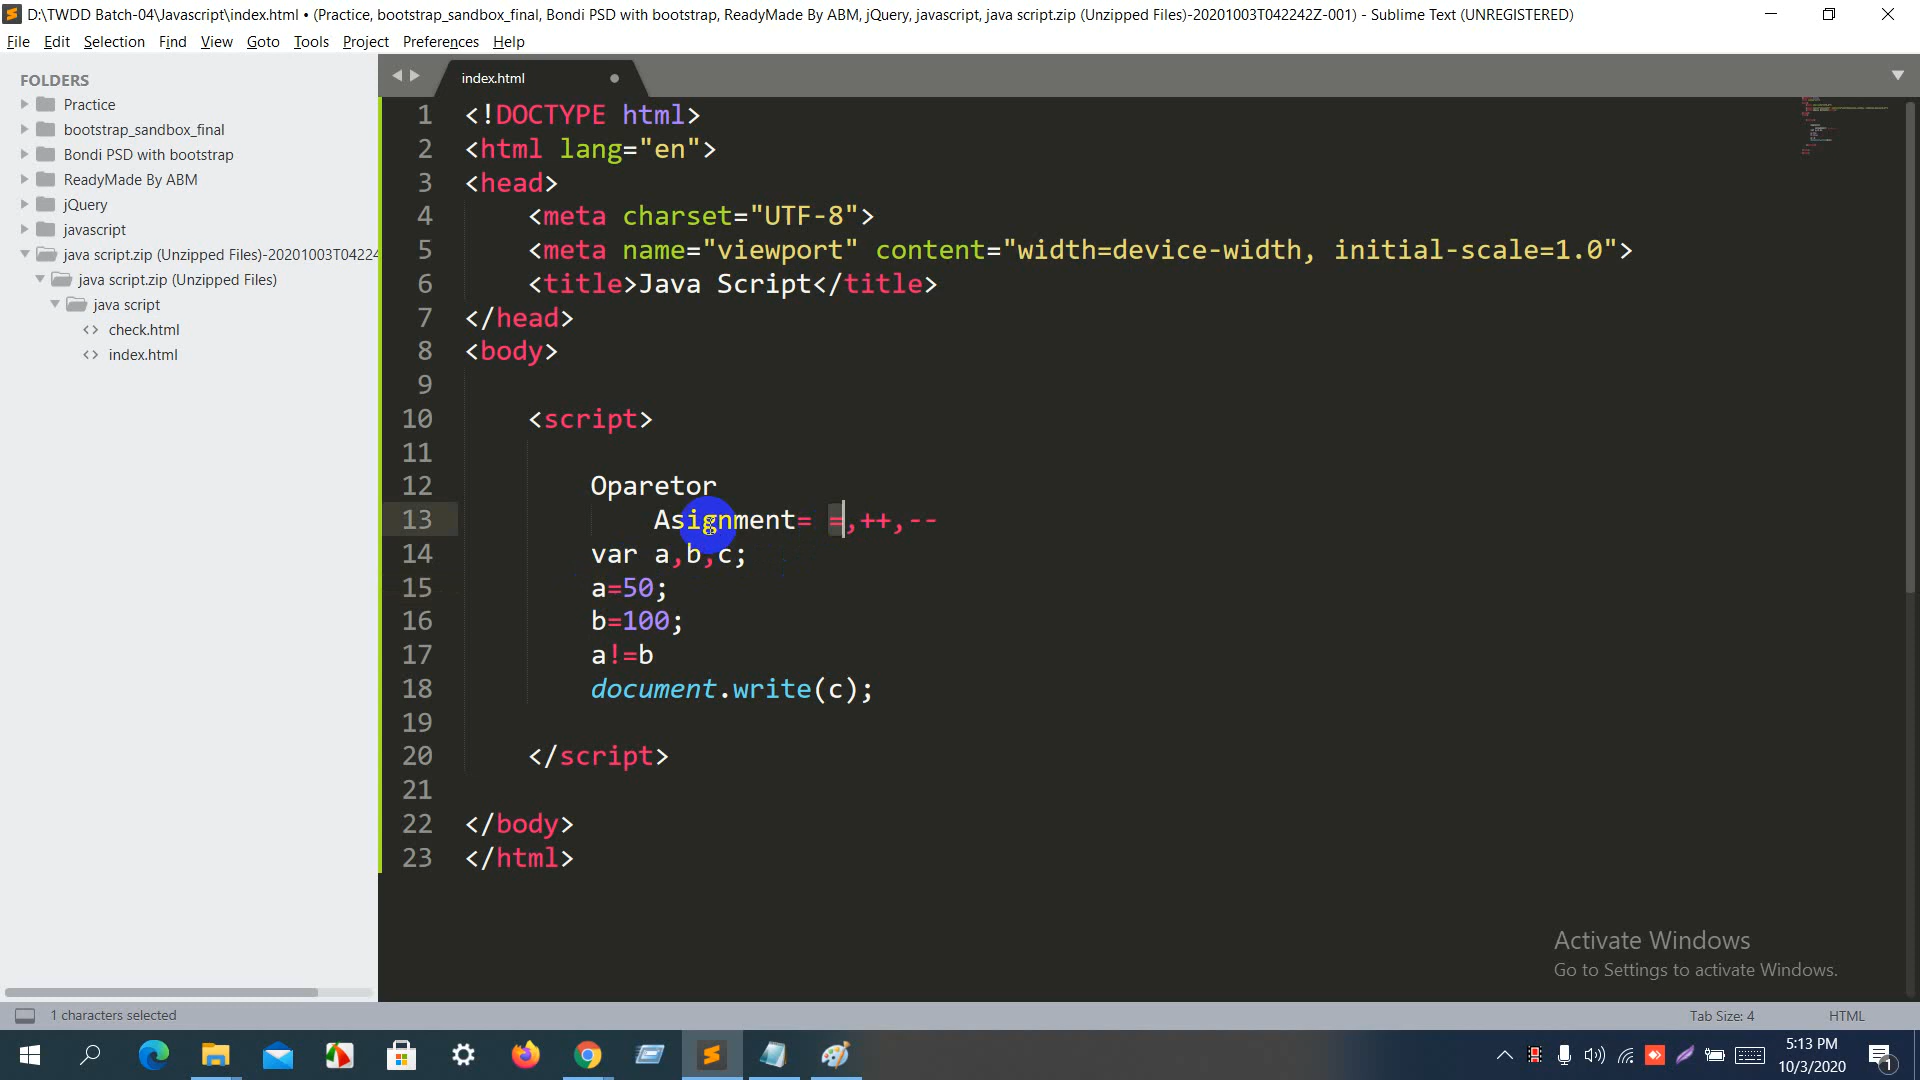 D:\TWDD Batch-04\Javascript\index.html • (Practice, bootstrap_sandbox_final, Bondi PSD with bootstrap, ReadyMade By ABM, jQuery, javascript, java script.zip (Unzipped Files)-20201003T042242Z-001) - Sublime Text (UNREGISTERED)
File Edit Selection Find View Goto Tools Project Preferences Help
FOLDERS
Practice
bootstrap_sandbox_final
Bondi PSD with bootstrap
ReadyMade By ABM
jQuery
javascript
java script.zip (Unzipped Files)-20201003T04224
java script.zip (Unzipped Files)
java script
<> check.html
<> index.html
index.html
1 <!DOCTYPE html>
2 <html lang="en">
3 <head>
4 <meta charset="UTF-8">
5 <meta name="viewport" content="width=device-width, initial-scale=1.0">
6 <title>Java Script</title>
7 </head>
8 <body>
9
10 <script>
11
12 Oparetor
13 Asignment= =,++,--
14 var a,b,c;
15 a=50;
16 b=100;
17 a!=b
18 document.write(c);
19
20 </script>
21
22 </body>
23 </html>
Activate Windows
Go to Settings to activate Windows.
1 characters selected
Tab Size: 4
HTML
5:13 PM
10/3/2020
1